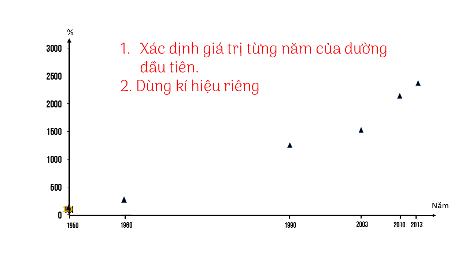 %
1. Xác định giá trị từng năm của đường
đầu tiên.
2. Dùng kí hiệu riêng
3000
2500
2000
1500
1000
500
0
Năm
1950 1960 1990 2003 2010 2013